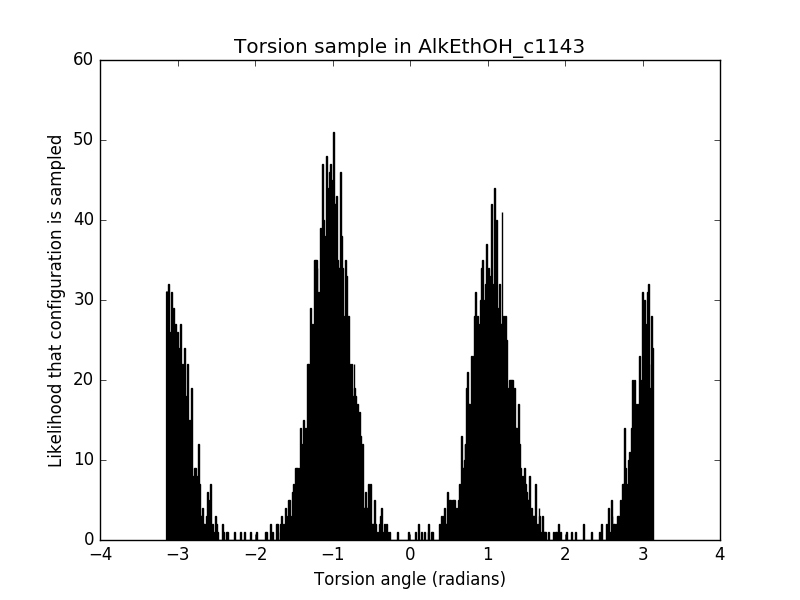 Torsion sample in AlkEthOH_c1143
Likelihood that configuration is sampled
60
50
40
30
20
10
0
−4 −3 −2 −1 0 1 2 3 4
Torsion angle (radians)